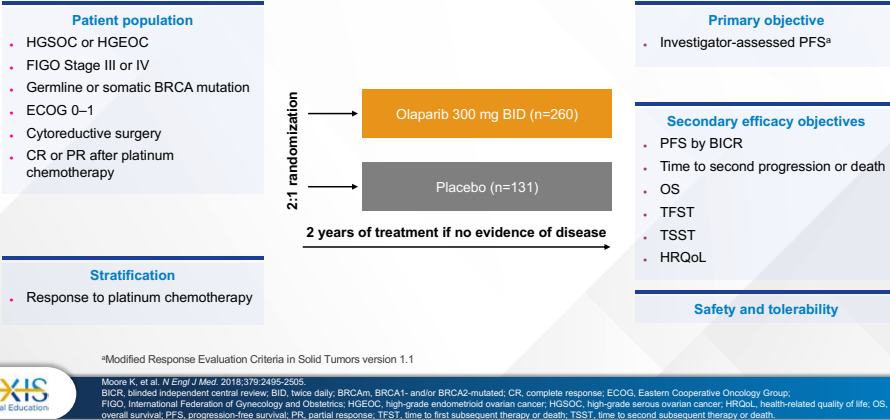 Patient population
• HGSOC or HGEOC
• FIGO Stage III or IV
• Germline or somatic BRCA mutation
• ECOG 0–1
• Cytoreductive surgery
• CR or PR after platinum
chemotherapy
Stratification
• Response to platinum chemotherapy
2:1 randomization
Olaparib 300 mg BID (n=260)
Placebo (n=131)
2 years of treatment if no evidence of disease
Primary objective
• Investigator-assessed PFSᵃ
Secondary efficacy objectives
• PFS by BICR
• Time to second progression or death
• OS
• TFST
• TSST
• HRQoL
Safety and tolerability
ᵃModified Response Evaluation Criteria in Solid Tumors version 1.1
Moore K, et al. N Engl J Med. 2018;379:2495-2505.
BICR, blinded independent central review; BID, twice daily; BRCAm, BRCA1- and/or BRCA2-mutated; CR, complete response; ECOG, Eastern Cooperative Oncology Group;
FIGO, International Federation of Gynecology and Obstetrics; HGEOC, high-grade endometrioid ovarian cancer; HGSOC, high-grade serous ovarian cancer; HRQoL, health-related quality of life; OS,
overall survival; PFS, progression-free survival; PR, partial response; TFST, time to first subsequent therapy or death; TSST, time to second subsequent therapy or death.
XIS
al Education